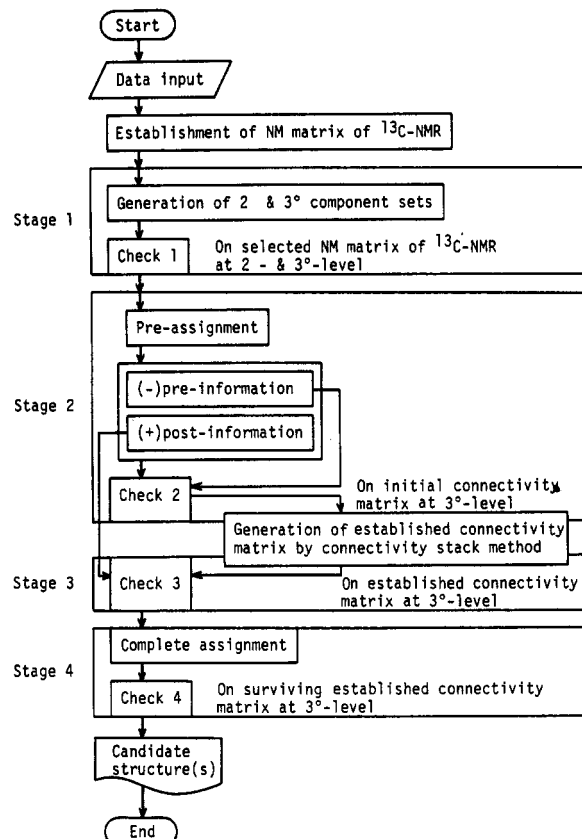 Start
Data input
Establishment of NM matrix of ¹³C-NMR
Stage 1
Generation of 2 & 3° component sets
Check 1
On selected NM matrix of ¹³C-NMR
at 2 - & 3°-level
Stage 2
Pre-assignment
(-)pre-information
(+)post-information
Check 2
On initial connectivity
matrix at 3°-level
Generation of established connectivity
matrix by connectivity stack method
Stage 3
Check 3
On established connectivity
matrix at 3°-level
Stage 4
Complete assignment
Check 4
On surviving established connectivity
matrix at 3°-level
Candidate
structure(s)
End